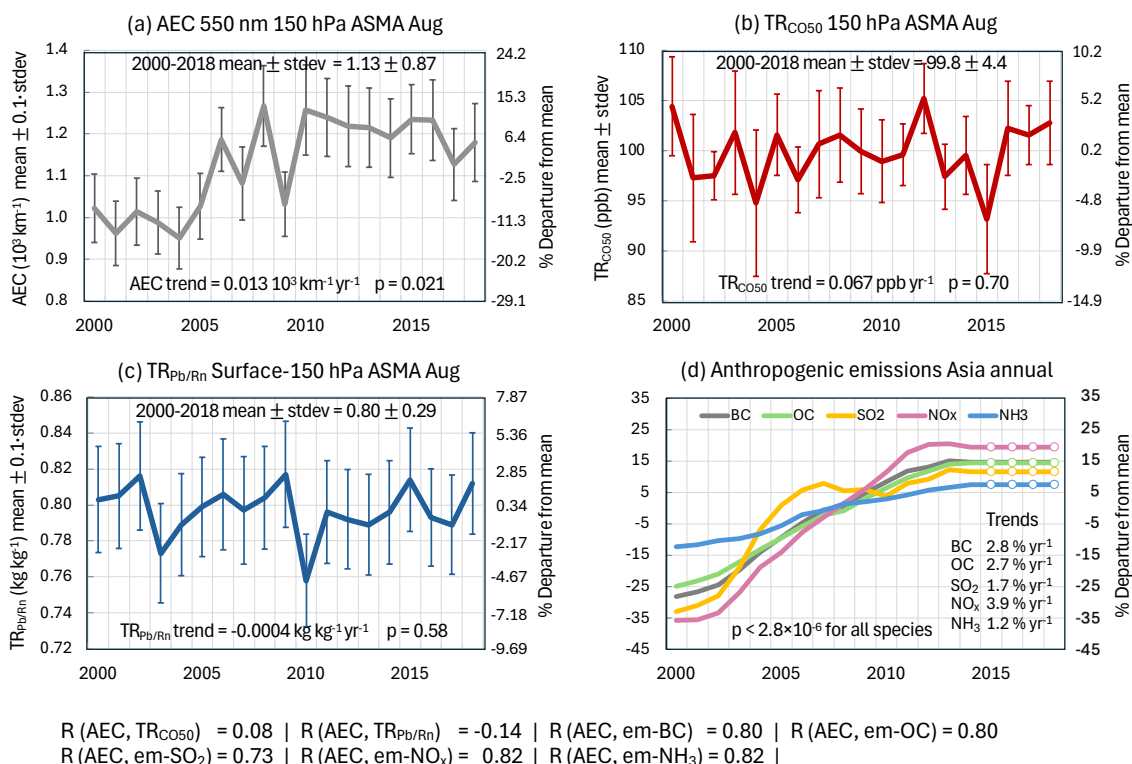 (a) AEC 550 nm 150 hPa ASMA Aug
2000-2018 mean ± stdev = 1.13 ± 0.87
AEC (10³ km⁻¹) mean ± 0.1·stdev
1.4
1.3
1.2
1.1
1.0
0.9
0.8
24.2
15.3
6.4
-2.5
-11.3
-20.2
-29.1
% Departure from mean
AEC trend = 0.013 10³ km⁻¹ yr⁻¹ p = 0.021
2000 2005 2010 2015
(b) TR_CO50 150 hPa ASMA Aug
2000-2018 mean ± stdev = 99.8 ± 4.4
TR_CO50 (ppb) mean ± stdev
110
105
100
95
90
85
10.2
5.2
0.2
-4.8
-9.9
-14.9
% Departure from mean
TR_CO50 trend = 0.067 ppb yr⁻¹ p = 0.70
2000 2005 2010 2015
(c) TR_Pb/Rn Surface-150 hPa ASMA Aug
2000-2018 mean ± stdev = 0.80 ± 0.29
TR_Pb/Rn (kg kg⁻¹) mean ± 0.1·stdev
0.86
0.84
0.82
0.80
0.78
0.76
0.74
0.72
7.87
5.36
2.85
0.34
-2.17
-4.67
-7.18
-9.69
% Departure from mean
TR_Pb/Rn trend = -0.0004 kg kg⁻¹ yr⁻¹ p = 0.58
2000 2005 2010 2015
(d) Anthropogenic emissions Asia annual
BC OC SO2 NOx NH3
35
25
15
5
-5
-15
-25
-35
-45
35
25
15
5
-5
-15
-25
-35
-45
% Departure from mean
Trends
BC 2.8 % yr⁻¹
OC 2.7 % yr⁻¹
SO₂ 1.7 % yr⁻¹
NOₓ 3.9 % yr⁻¹
NH₃ 1.2 % yr⁻¹
p < 2.8×10⁻⁶ for all species
2000 2005 2010 2015
R (AEC, TR_CO50) = 0.08 | R (AEC, TR_Pb/Rn) = -0.14 | R (AEC, em-BC) = 0.80 | R (AEC, em-OC) = 0.80
R (AEC, em-SO₂) = 0.73 | R (AEC, em-NOₓ) = 0.82 | R (AEC, em-NH₃) = 0.82 |